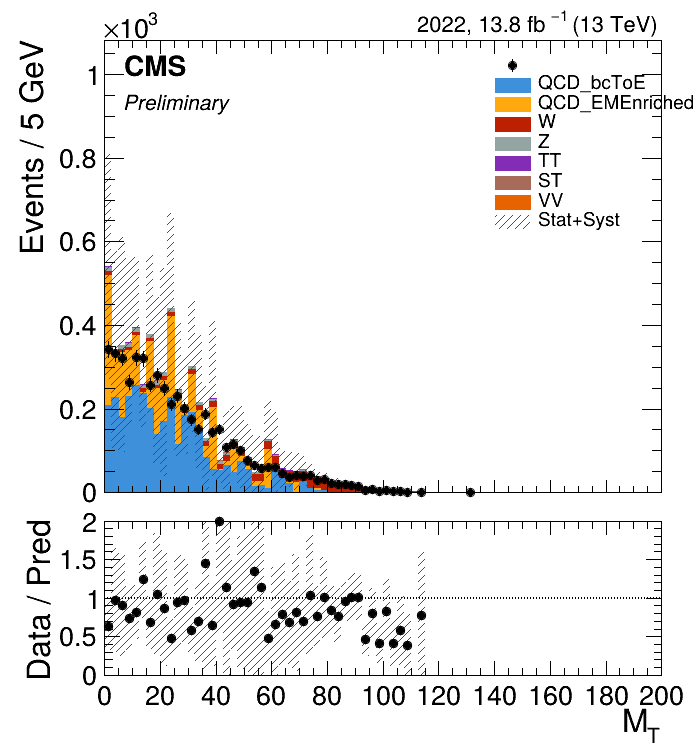 ×10³
2022, 13.8 fb⁻¹ (13 TeV)
Events / 5 GeV
1
0.8
0.6
0.4
0.2
0
CMS
Preliminary
QCD_bcToE
QCD_EMEnriched
W
Z
TT
ST
VV
Stat+Syst
Data / Pred
2
1.5
1
0.5
0
0 20 40 60 80 100 120 140 160 180 200
M_T